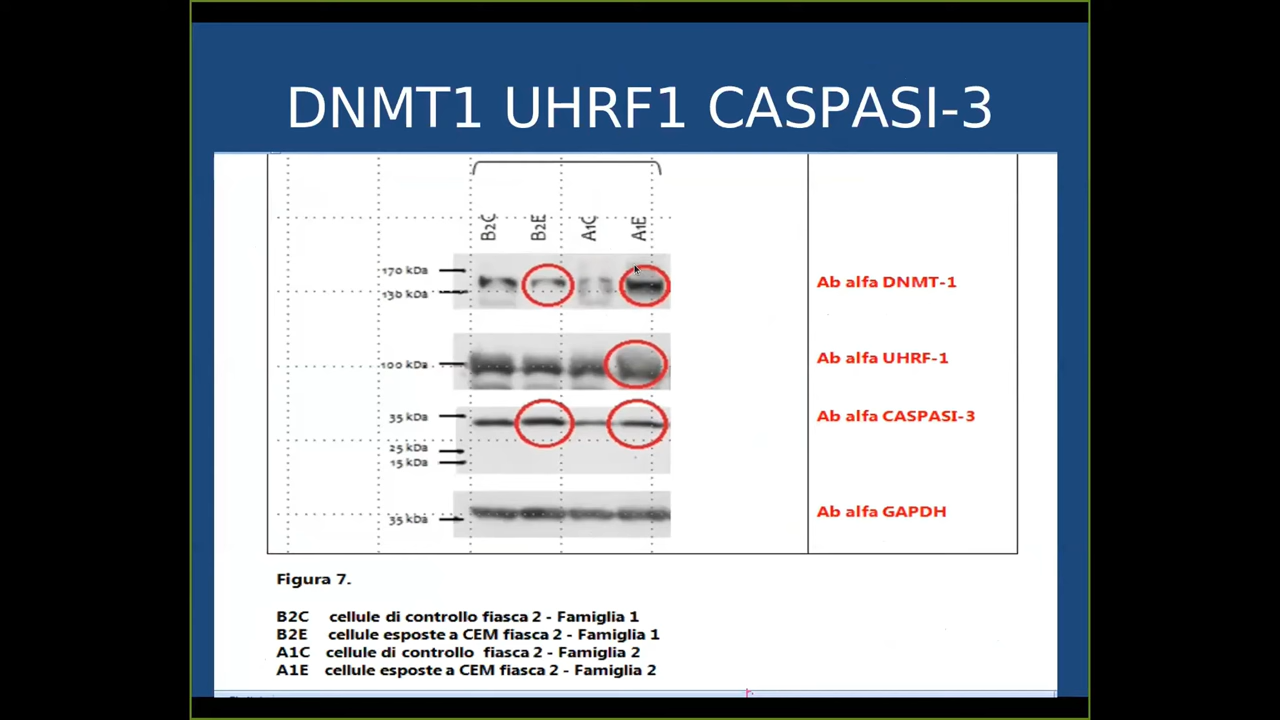 DNMT1 UHRF1 CASPASI-3
B2C B2E A1C A1E
170 kDa
130 kDa
Ab alfa DNMT-1
100 kDa
Ab alfa UHRF-1
35 kDa
25 kDa
15 kDa
Ab alfa CASPASI-3
35 kDa
Ab alfa GAPDH
Figura 7.
B2C cellule di controllo fiasca 2 - Famiglia 1
B2E cellule esposte a CEM fiasca 2 - Famiglia 1
A1C cellule di controllo fiasca 2 - Famiglia 2
A1E cellule esposte a CEM fiasca 2 - Famiglia 2